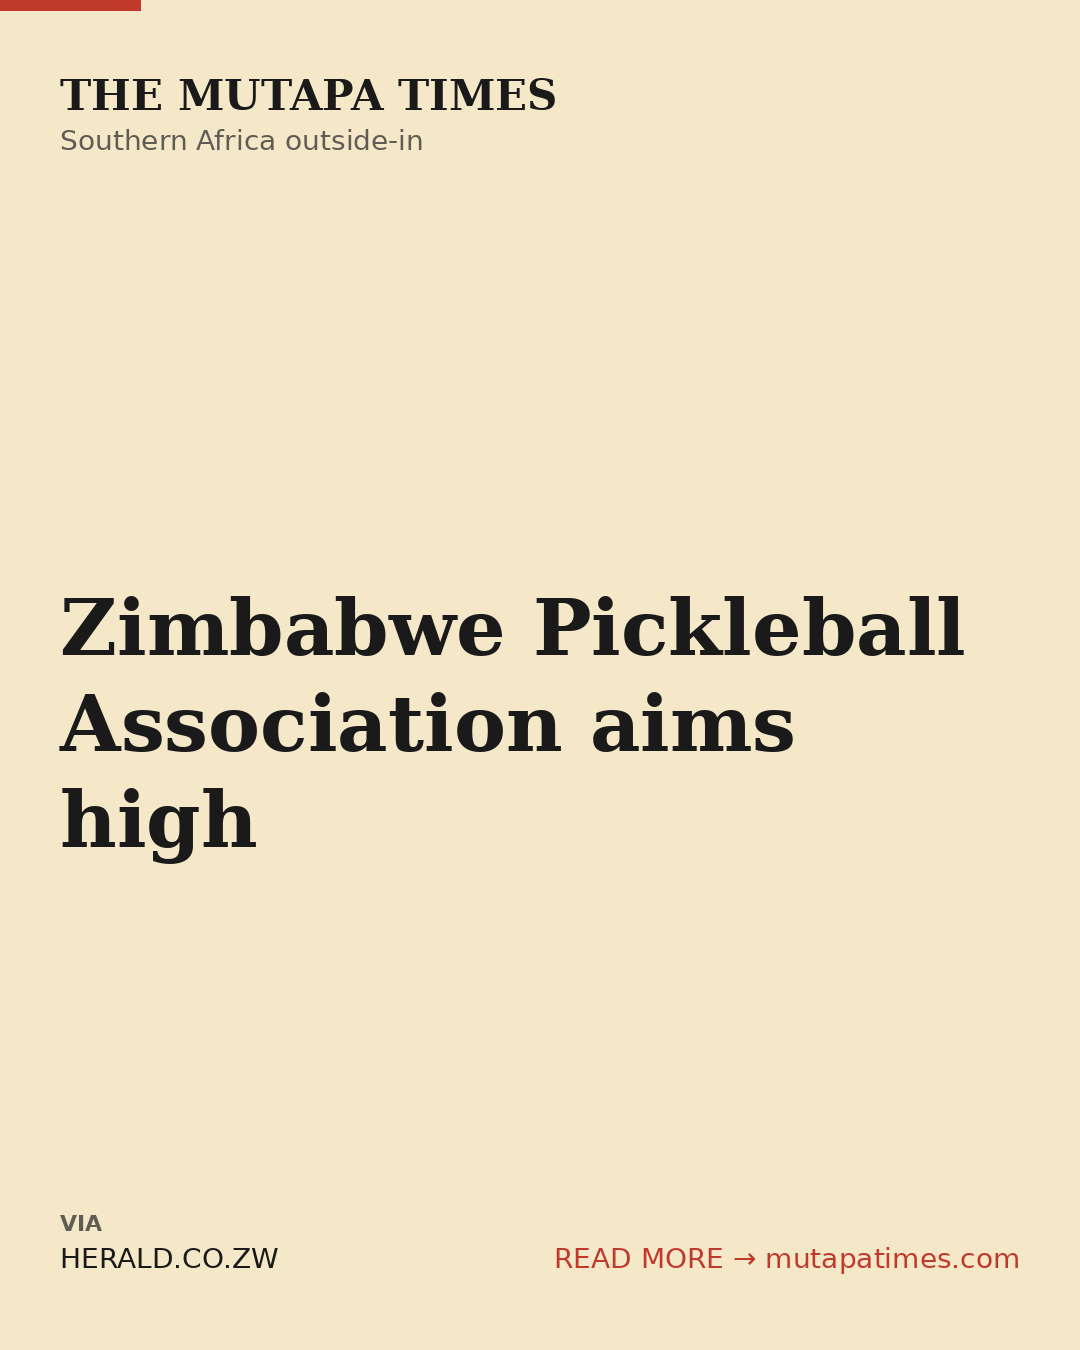 THE MUTAPA TIMES
Southern Africa outside-in
Zimbabwe Pickleball
Association aims
high
VIA
HERALD.CO.ZW
READ MORE → mutapatimes.com